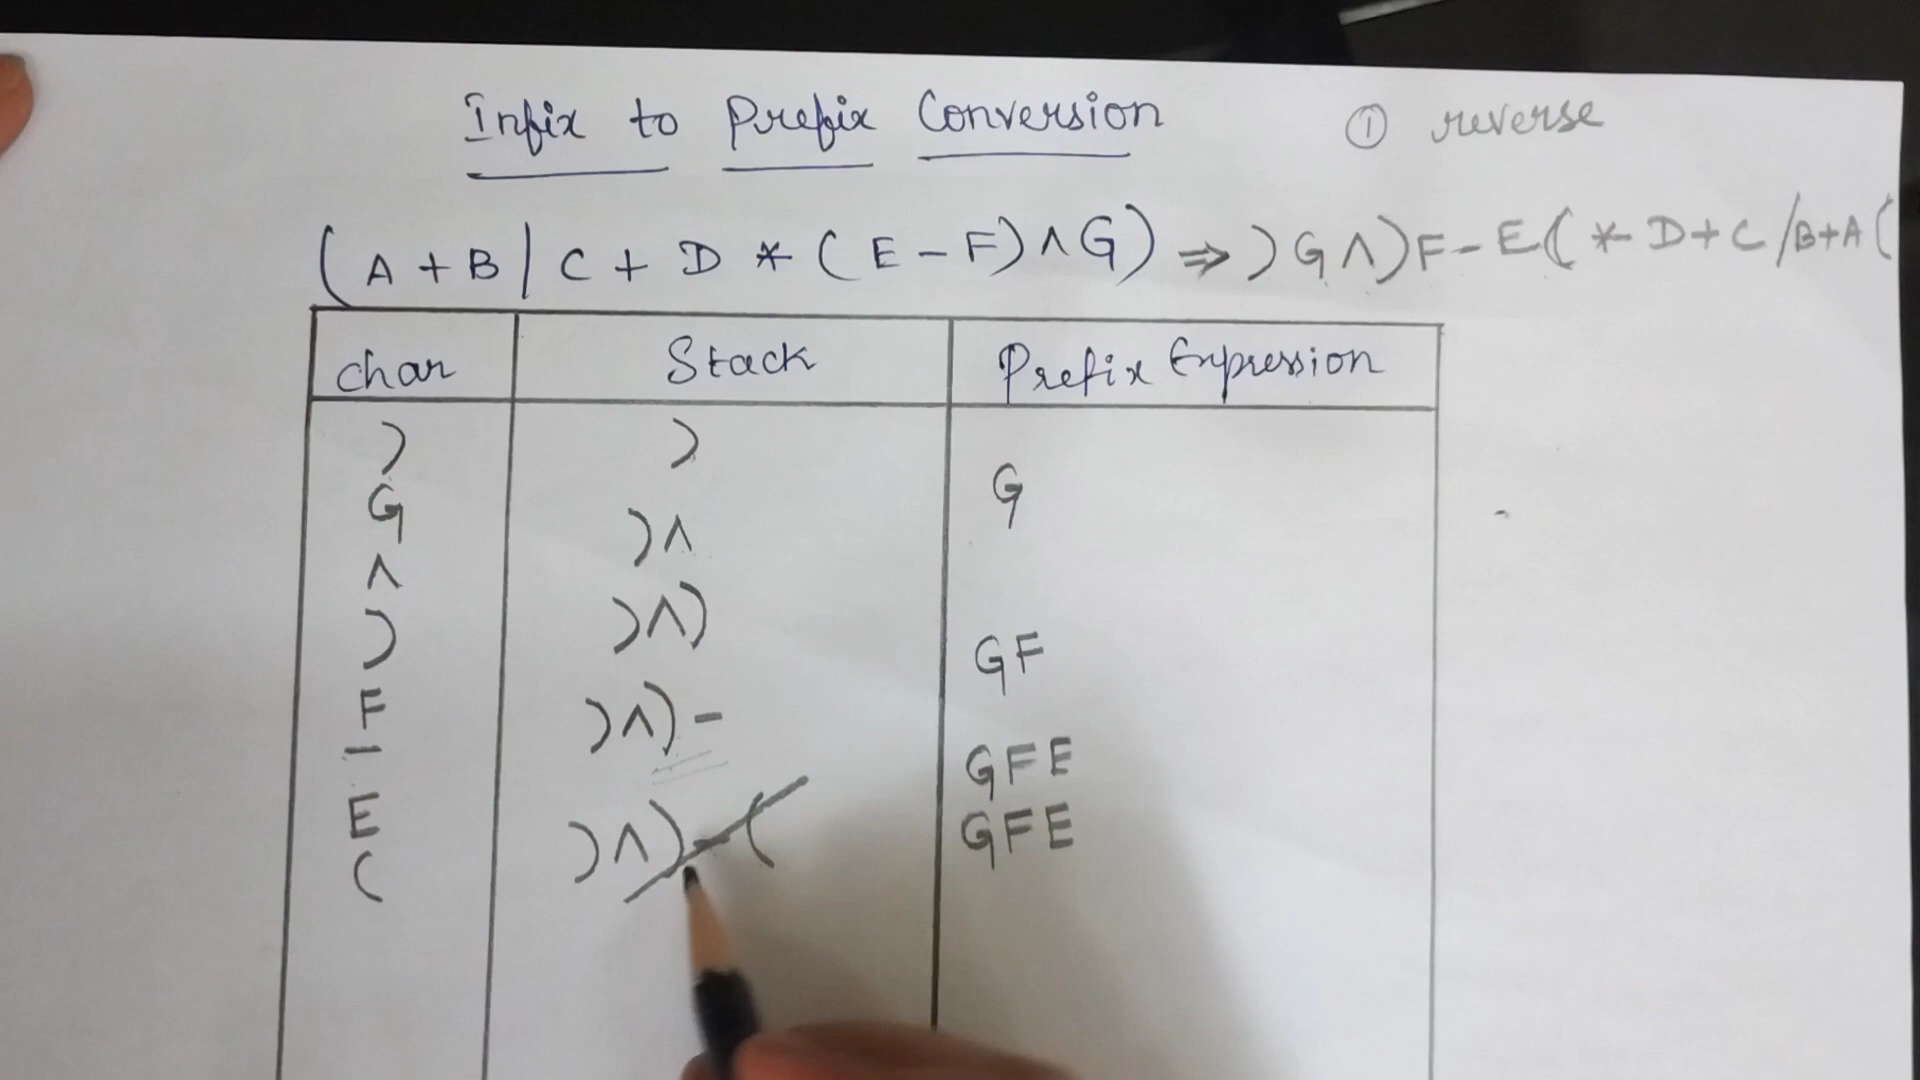 Infix to Prefix Conversion ① reverse
(A+B/C+D*(E-F)^G) ⇒ )G^)F-E(*D+C/B+A(
char Stack Prefix Expression
) )
G G
^ )^
) )^)
F GF
- )^)-
E GFE
( )^)-( GFE